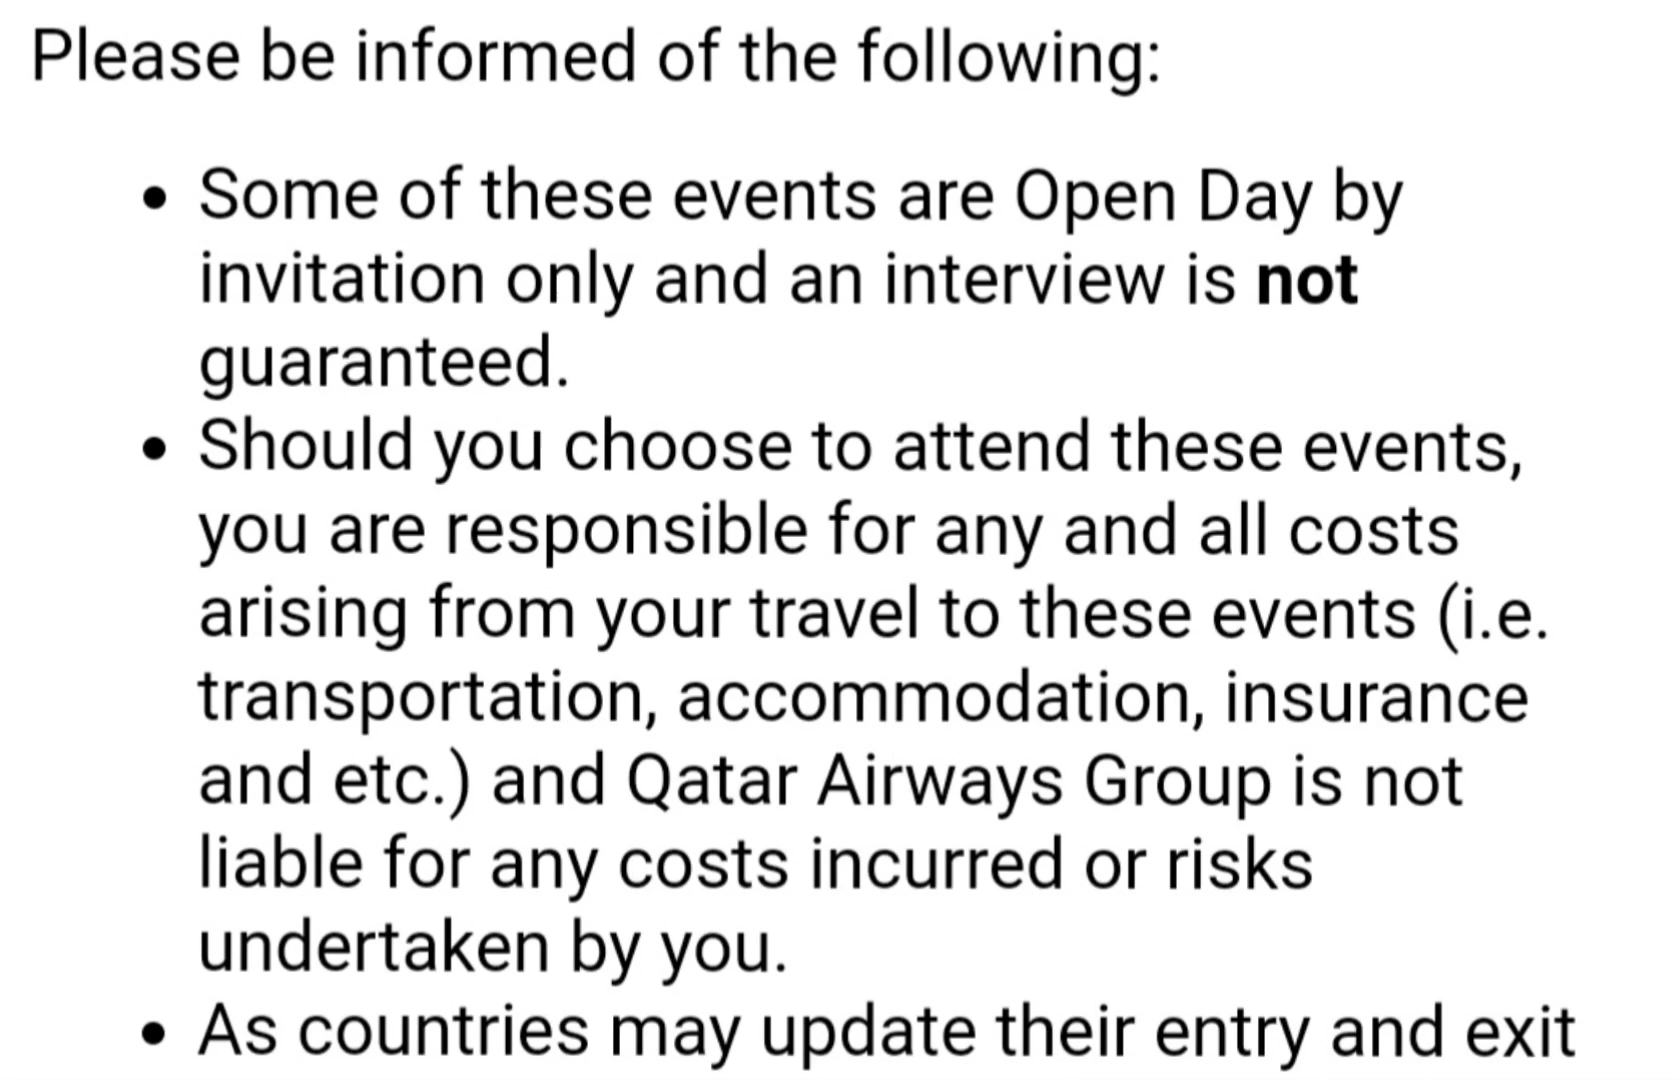 Please be informed of the following:
• Some of these events are Open Day by
invitation only and an interview is not
guaranteed.
• Should you choose to attend these events,
you are responsible for any and all costs
arising from your travel to these events (i.e.
transportation, accommodation, insurance
and etc.) and Qatar Airways Group is not
liable for any costs incurred or risks
undertaken by you.
• As countries may update their entry and exit